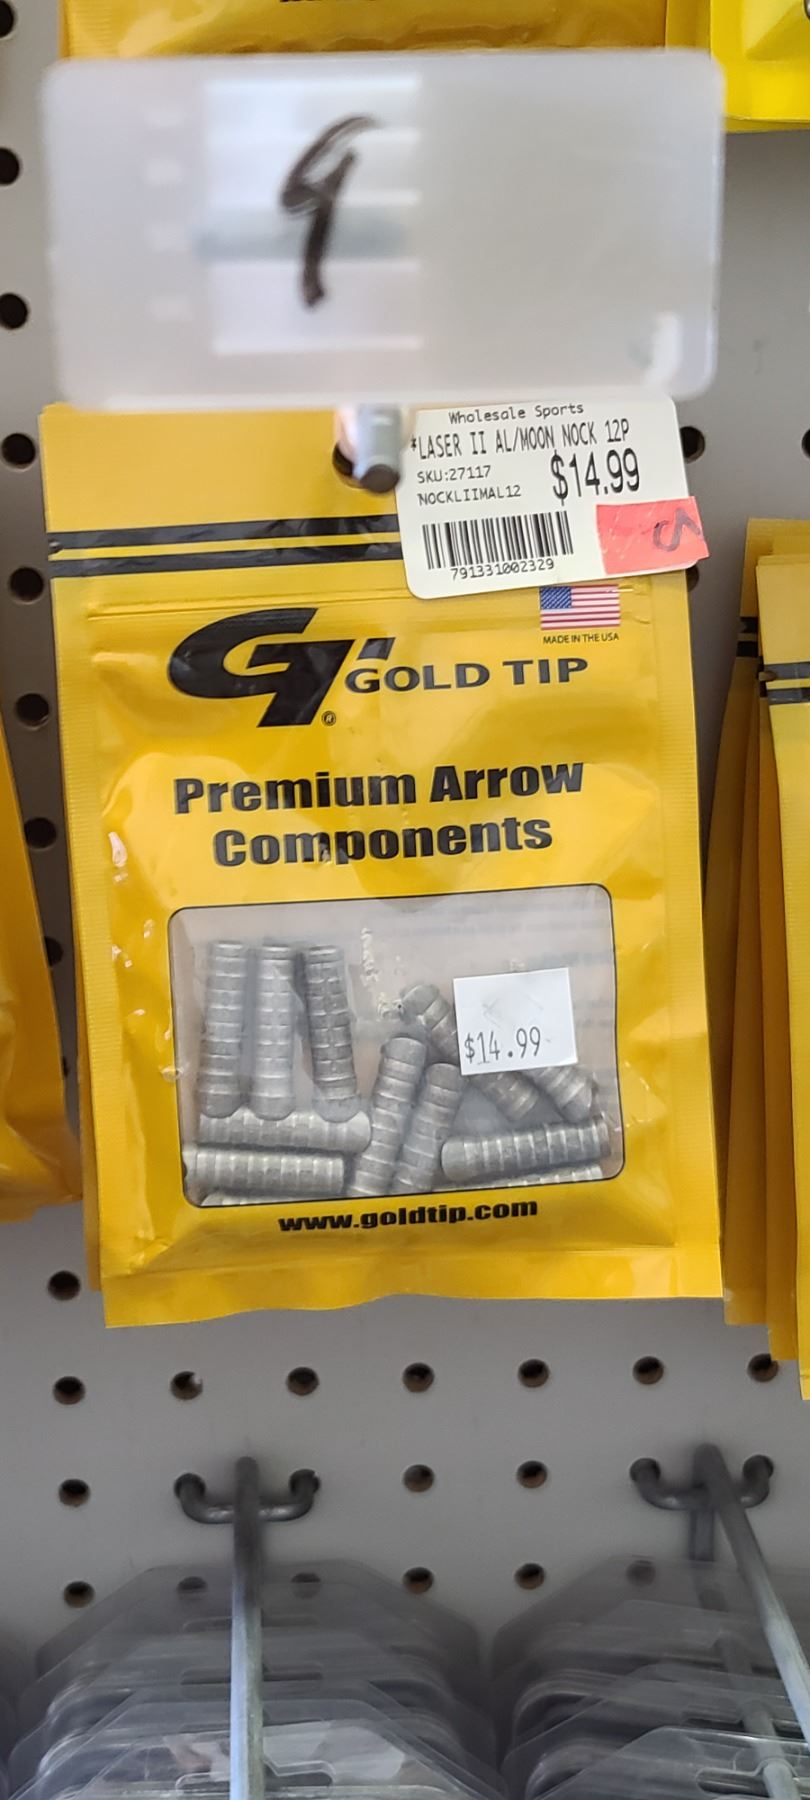 9
Wholesale Sports
*LASER II AL/MOON NOCK 12P
SKU:27117
$14.99
NOCKLIIMAL12
791331002329
MADE IN THE USA
GT
®
GOLD TIP
Premium Arrow
Components
$14.99
www.goldtip.com